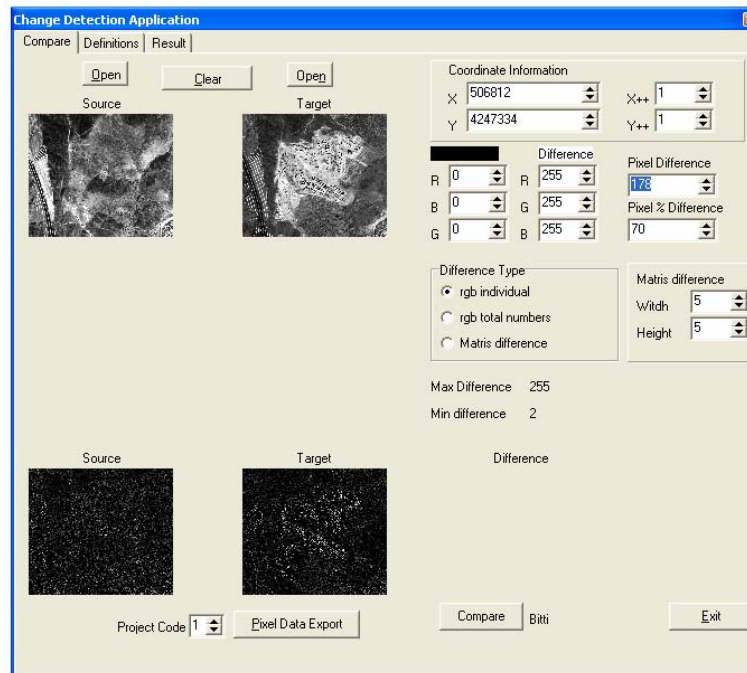 Change Detection Application
Compare Definitions Result
Open Clear Open
Source Target
Coordinate Information
X 506812 X++ 1
Y 4247334 Y++ 1
Difference
R 0 R 255
B 0 G 255
G 0 B 255
Pixel Difference
178
Pixel % Difference
70
Difference Type
rgb individual
rgb total numbers
Matris difference
Matris difference
Witdh 5
Height 5
Max Difference 255
Min difference 2
Source Target Difference
Project Code 1 Pixel Data Export
Compare Bitti Exit